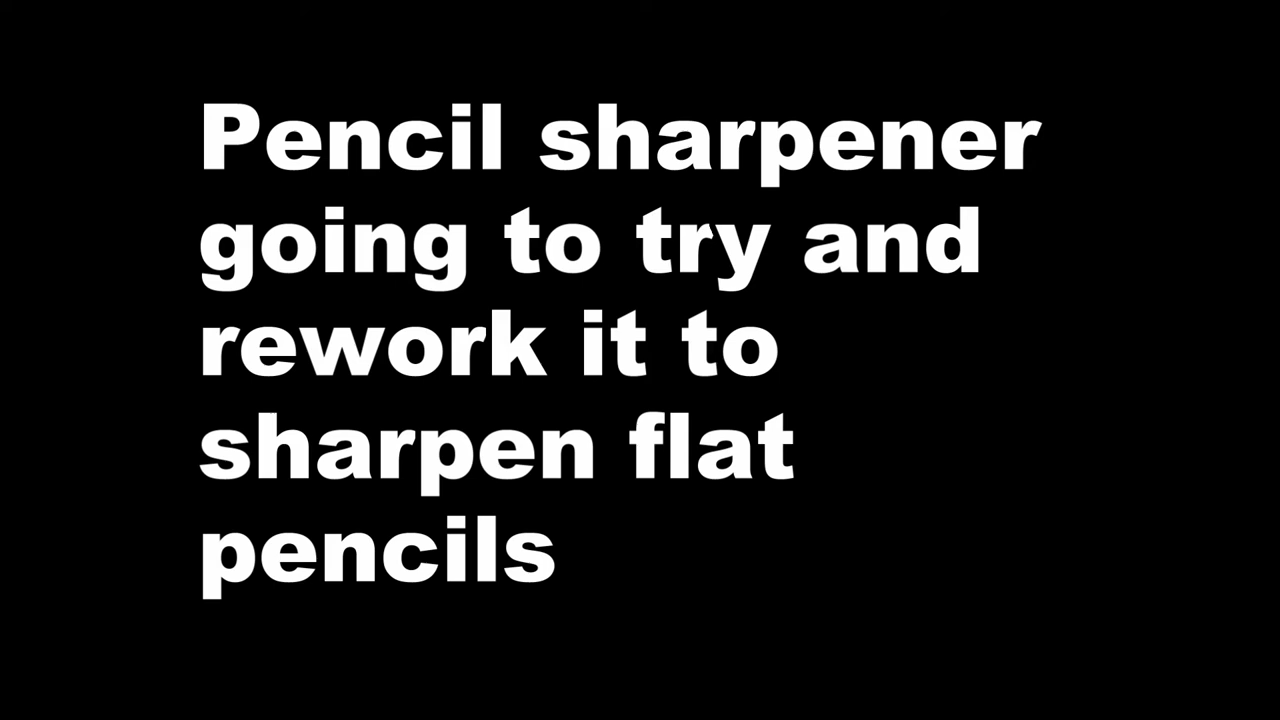 Pencil sharpener
going to try and
rework it to
sharpen flat
pencils